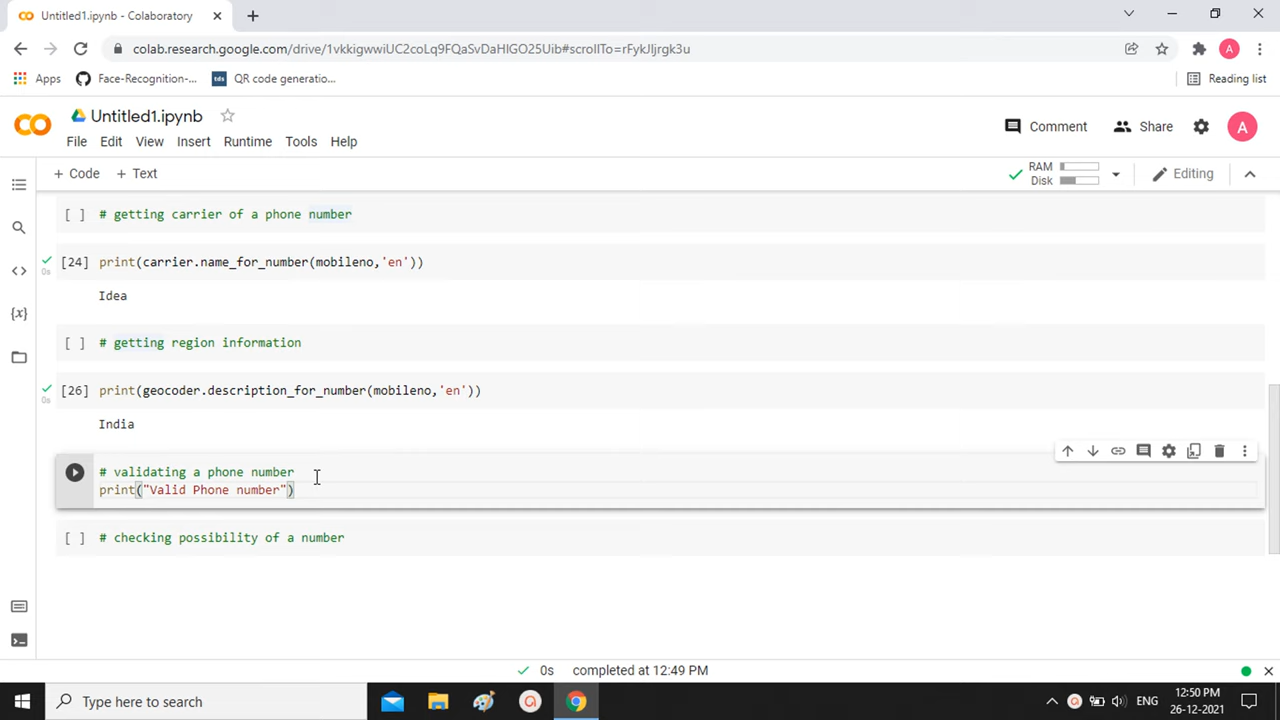 Untitled1.ipynb - Colaboratory
colab.research.google.com/drive/1vkkigwwiUC2coLq9FQaSvDaHlGO25Uib#scrollTo=rFykJljrgk3u
A
Apps
Face-Recognition-...
tds
QR code generatio...
Reading list
CO
Untitled1.ipynb
Comment
Share
A
File
Edit
View
Insert
Runtime
Tools
Help
+ Code
+ Text
RAM
Disk
Editing
[ ] # getting carrier of a phone number
[24] print(carrier.name_for_number(mobileno,'en'))
0s
Idea
[ ] # getting region information
[26] print(geocoder.description_for_number(mobileno,'en'))
0s
India
# validating a phone number
print("Valid Phone number")
[ ] # checking possibility of a number
{x}
0s completed at 12:49 PM
Type here to search
ENG
12:50 PM
26-12-2021